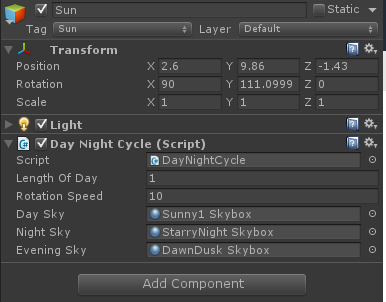 Sun Static
Tag Sun Layer Default
Transform
Position X 2.6 Y 9.86 Z -1.43
Rotation X 90 Y 111.0999 Z 0
Scale X 1 Y 1 Z 1
Light
Day Night Cycle (Script)
Script DayNightCycle
Length Of Day 1
Rotation Speed 10
Day Sky Sunny1 Skybox
Night Sky StarryNight Skybox
Evening Sky DawnDusk Skybox
Add Component